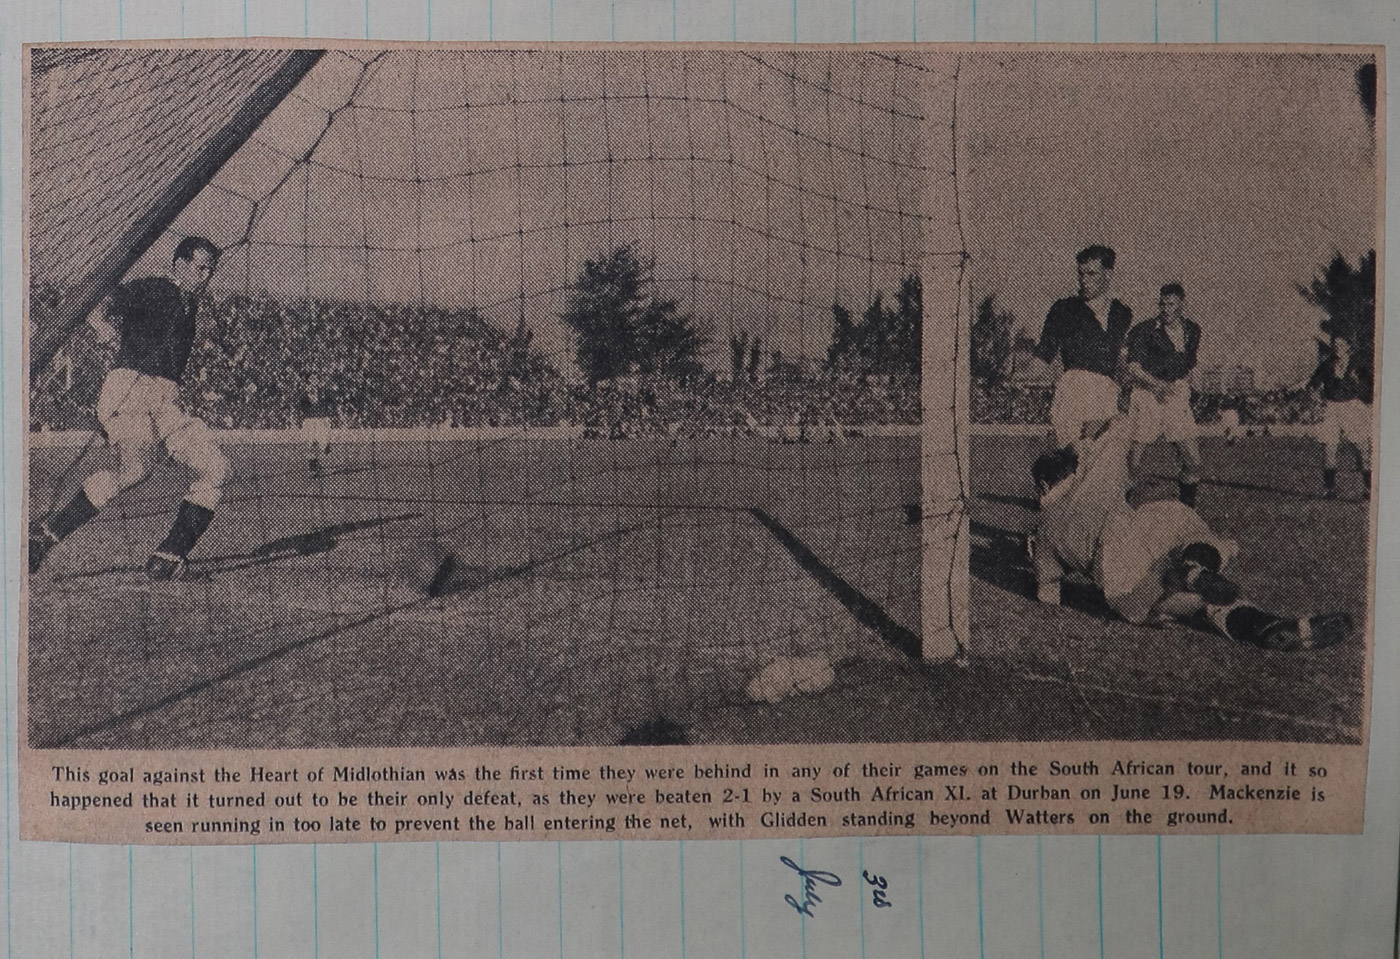 This goal against the Heart of Midlothian was the first time they were behind in any of their games on the South African tour, and it so
happened that it turned out to be their only defeat, as they were beaten 2-1 by a South African XI. at Durban on June 19. Mackenzie is
seen running in too late to prevent the ball entering the net, with Glidden standing beyond Watters on the ground.
3rd
July